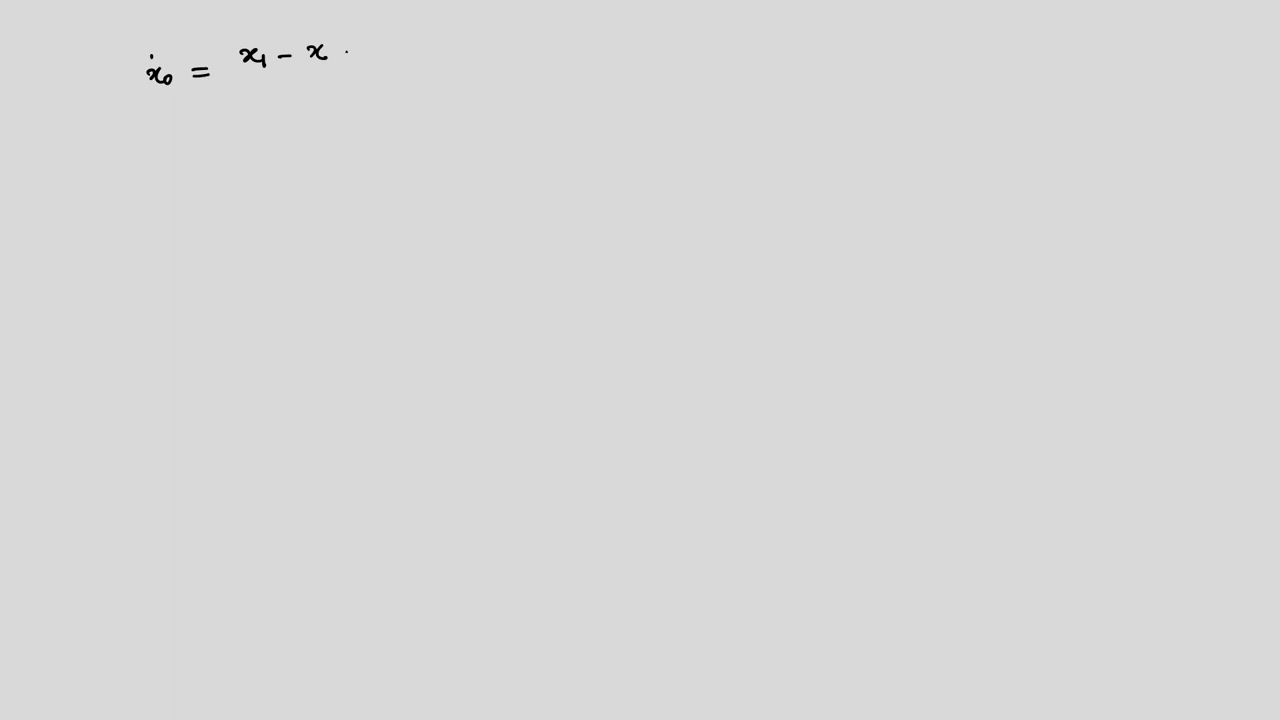 ẋ₀ = x₁ - x